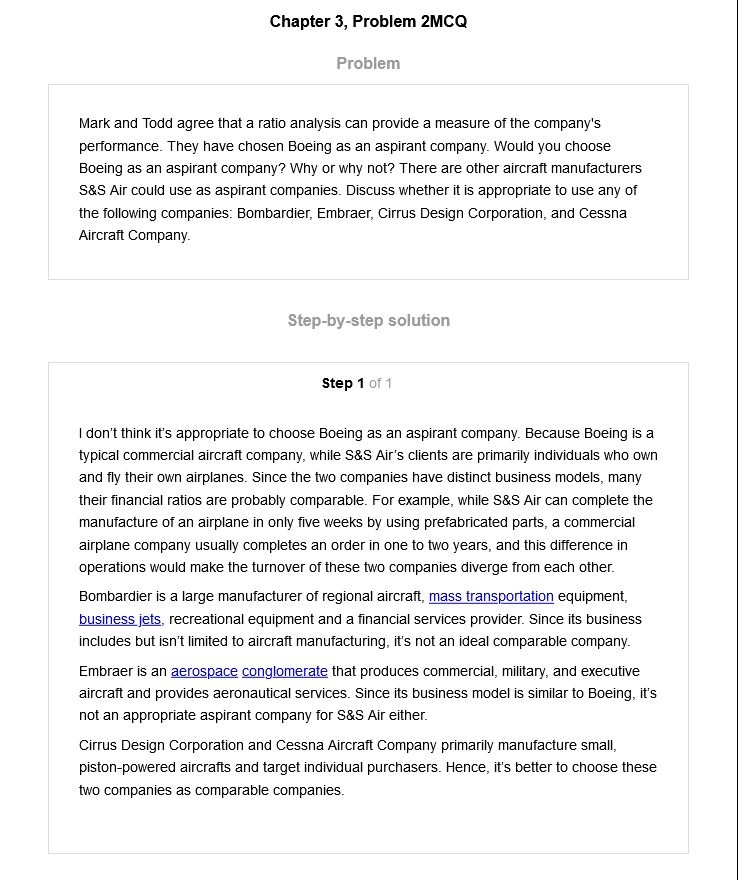 Chapter 3, Problem 2MCQ
Problem
Mark and Todd agree that a ratio analysis can provide a measure of the company's
performance. They have chosen Boeing as an aspirant company. Would you choose
Boeing as an aspirant company? Why or why not? There are other aircraft manufacturers
S&S Air could use as aspirant companies. Discuss whether it is appropriate to use any of
the following companies: Bombardier, Embraer, Cirrus Design Corporation, and Cessna
Aircraft Company.
Step-by-step solution
Step 1 of 1
I don't think it's appropriate to choose Boeing as an aspirant company. Because Boeing is a
typical commercial aircraft company, while S&S Air's clients are primarily individuals who own
and fly their own airplanes. Since the two companies have distinct business models, many
their financial ratios are probably comparable. For example, while S&S Air can complete the
manufacture of an airplane in only five weeks by using prefabricated parts, a commercial
airplane company usually completes an order in one to two years, and this difference in
operations would make the turnover of these two companies diverge from each other.
Bombardier is a large manufacturer of regional aircraft, mass transportation equipment,
business jets, recreational equipment and a financial services provider. Since its business
includes but isn't limited to aircraft manufacturing, it's not an ideal comparable company.
Embraer is an aerospace conglomerate that produces commercial, military, and executive
aircraft and provides aeronautical services. Since its business model is similar to Boeing, it's
not an appropriate aspirant company for S&S Air either.
Cirrus Design Corporation and Cessna Aircraft Company primarily manufacture small,
piston-powered aircrafts and target individual purchasers. Hence, it's better to choose these
two companies as comparable companies.